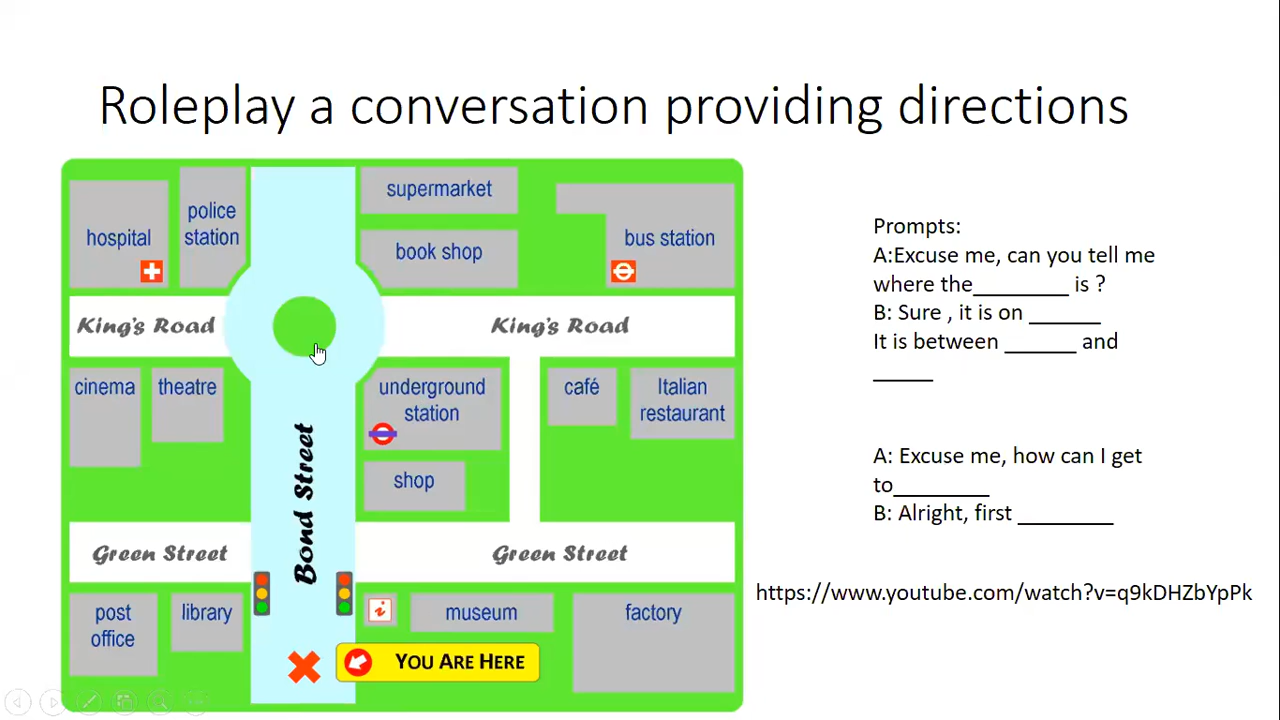 Roleplay a conversation providing directions
supermarket
police
station
hospital
book shop
bus station
King's Road
King's Road
cinema
theatre
underground
station
café
Italian
restaurant
shop
Bond Street
Green Street
Green Street
post
office
library
i
museum
factory
YOU ARE HERE
Prompts:
A:Excuse me, can you tell me
where the_________ is ?
B: Sure , it is on _______
It is between _______ and
______
A: Excuse me, how can I get
to_________
B: Alright, first _________
https://www.youtube.com/watch?v=q9kDHZbYpPk